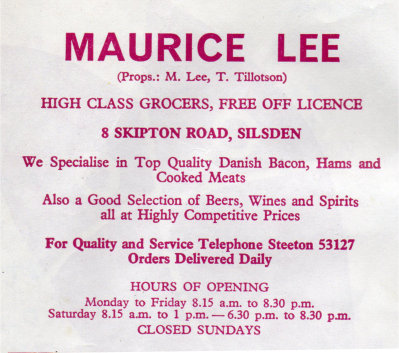 MAURICE LEE
(Props.: M. Lee, T. Tillotson)
HIGH CLASS GROCERS, FREE OFF LICENCE
8 SKIPTON ROAD, SILSDEN
We Specialise in Top Quality Danish Bacon, Hams and
Cooked Meats
Also a Good Selection of Beers, Wines and Spirits
all at Highly Competitive Prices
For Quality and Service Telephone Steeton 53127
Orders Delivered Daily
HOURS OF OPENING
Monday to Friday 8.15 a.m. to 8.30 p.m.
Saturday 8.15 a.m. to 1 p.m. — 6.30 p.m. to 8.30 p.m.
CLOSED SUNDAYS